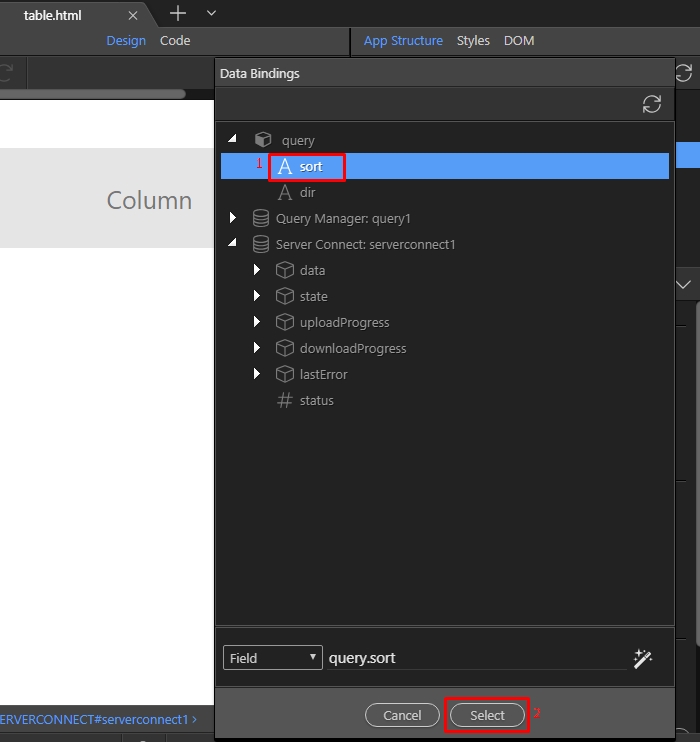 table.html
Design Code
App Structure Styles DOM
Data Bindings
query
1 sort
dir
Query Manager: query1
Server Connect: serverconnect1
data
state
uploadProgress
downloadProgress
lastError
status
Column
Field query.sort
Cancel Select 2
ERVERCONNECT#serverconnect1